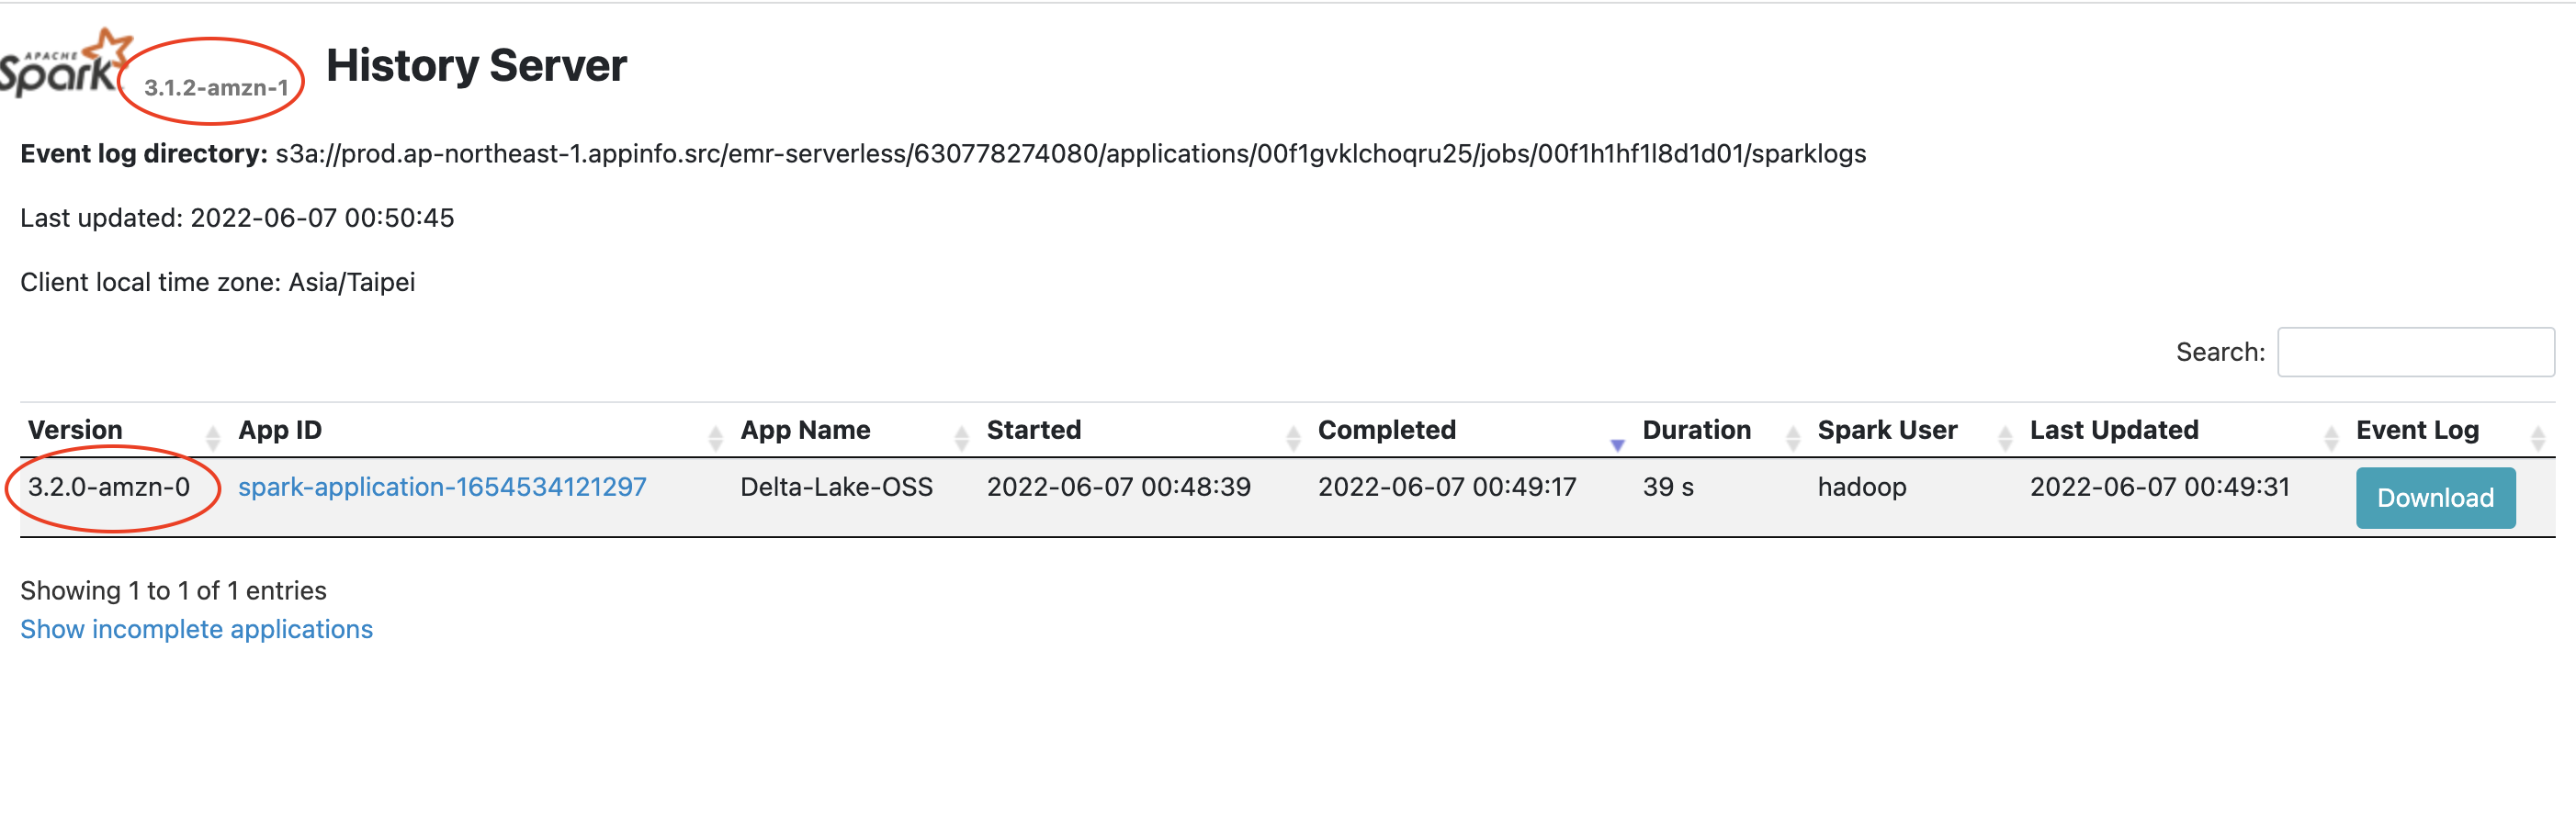 APACHE
Spark 3.1.2-amzn-1 History Server
Event log directory: s3a://prod.ap-northeast-1.appinfo.src/emr-serverless/630778274080/applications/00f1gvklchoqru25/jobs/00f1h1hf1l8d1d01/sparklogs
Last updated: 2022-06-07 00:50:45
Client local time zone: Asia/Taipei
Search:
Version App ID App Name Started Completed Duration Spark User Last Updated Event Log
3.2.0-amzn-0 spark-application-1654534121297 Delta-Lake-OSS 2022-06-07 00:48:39 2022-06-07 00:49:17 39 s hadoop 2022-06-07 00:49:31 Download
Showing 1 to 1 of 1 entries
Show incomplete applications